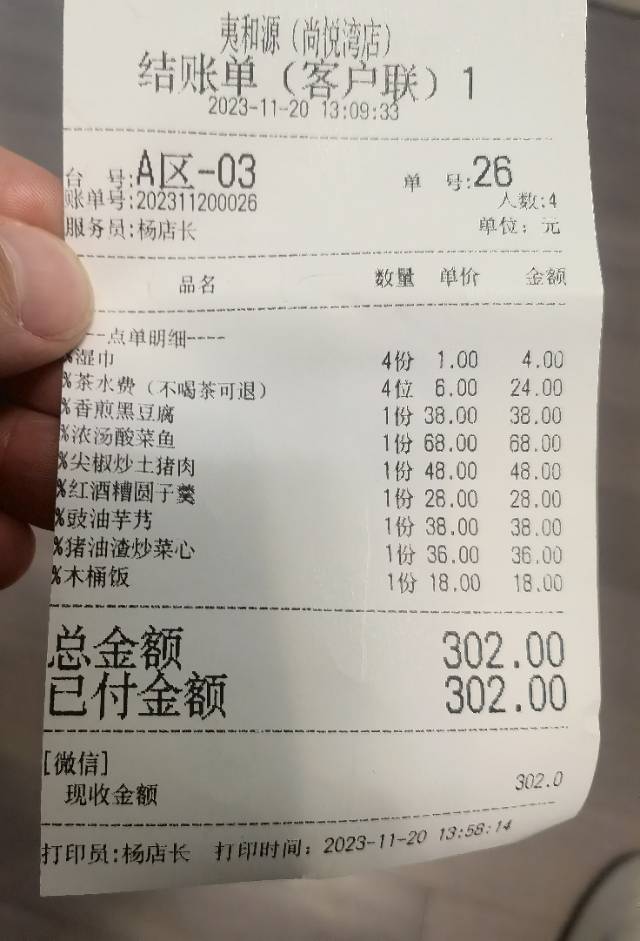 夷和源（尚悦湾店）
结账单（客户联）1
2023-11-20 13:09:33
台 号:A区-03 单 号:26
账单号:202311200026 人数:4
服务员:杨店长 单位：元
品名 数量 单价 金额
--点单明细----
%湿巾 4份 1.00 4.00
%茶水费（不喝茶可退） 4位 6.00 24.00
%香煎黑豆腐 1份 38.00 38.00
%浓汤酸菜鱼 1份 68.00 68.00
%尖椒炒土猪肉 1份 48.00 48.00
%红酒糟圆子羹 1份 28.00 28.00
%豉油芋艿 1份 38.00 38.00
%猪油渣炒菜心 1份 36.00 36.00
%木桶饭 1份 18.00 18.00
总金额 302.00
已付金额 302.00
[微信]
现收金额 302.0
打印员:杨店长 打印时间：2023-11-20 13:58:14